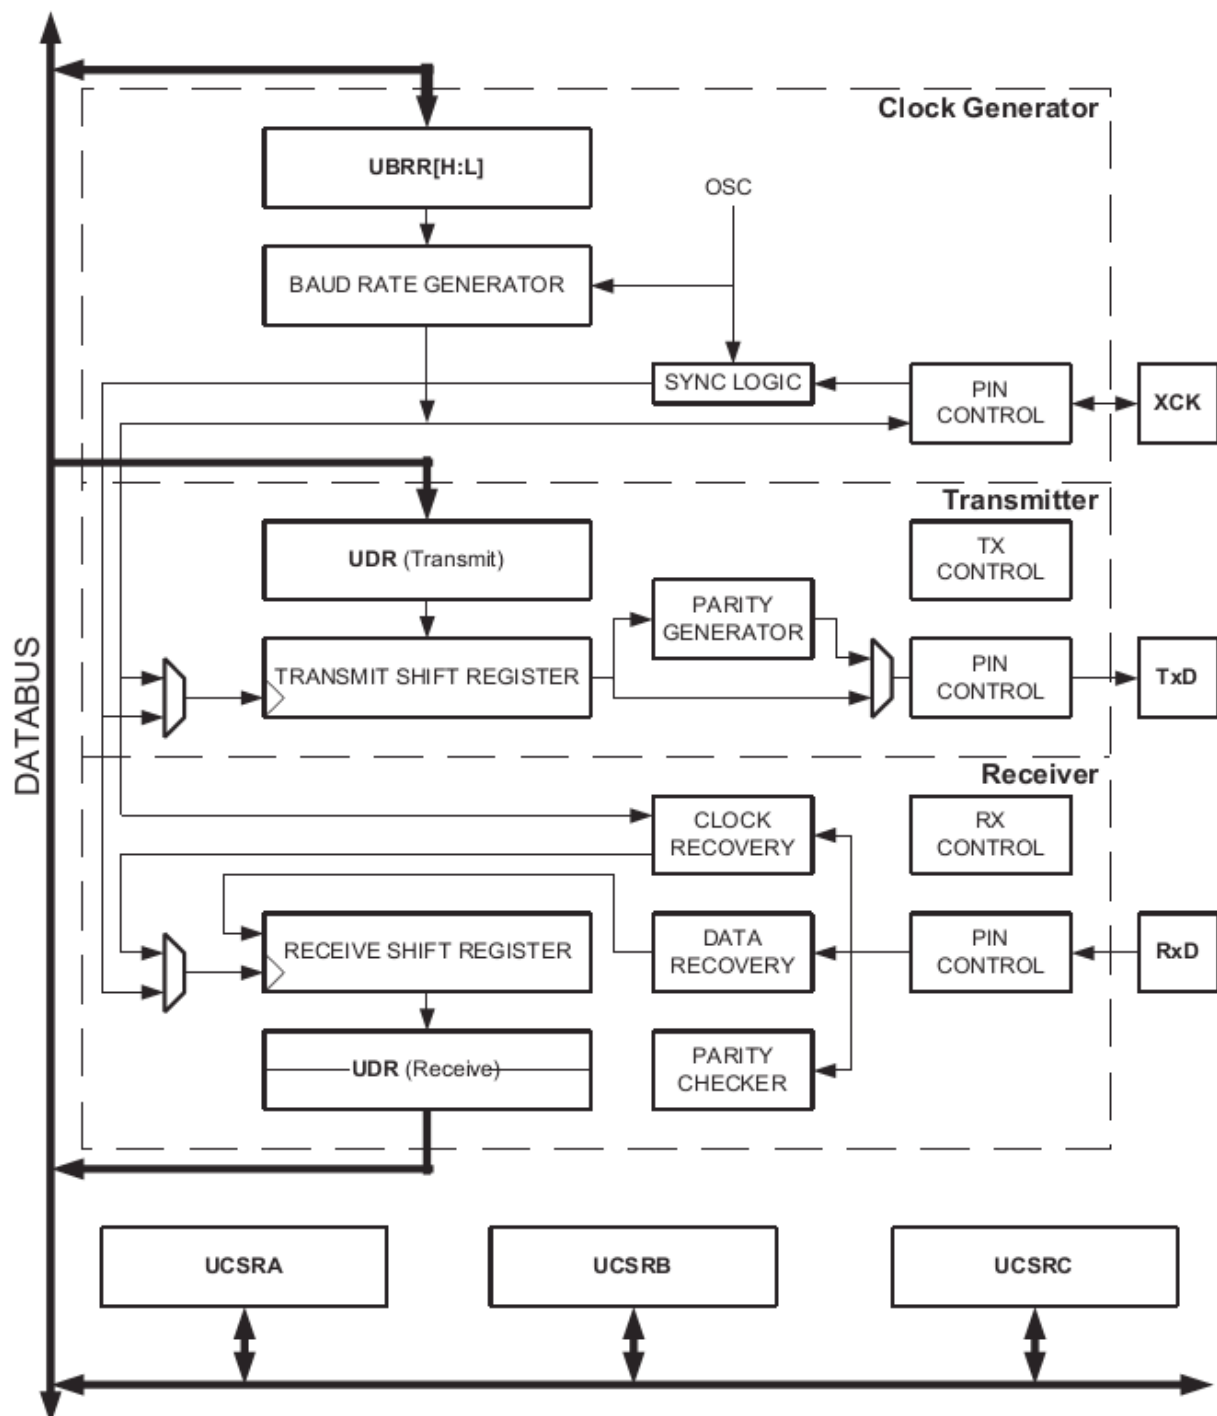 Clock Generator
UBRR[H:L]
OSC
BAUD RATE GENERATOR
SYNC LOGIC
PIN
CONTROL
XCK
Transmitter
UDR (Transmit)
TX
CONTROL
PARITY
GENERATOR
TRANSMIT SHIFT REGISTER
PIN
CONTROL
TxD
DATABUS
Receiver
CLOCK
RECOVERY
RX
CONTROL
RECEIVE SHIFT REGISTER
DATA
RECOVERY
PIN
CONTROL
RxD
UDR (Receive)
PARITY
CHECKER
UCSRA
UCSRB
UCSRC